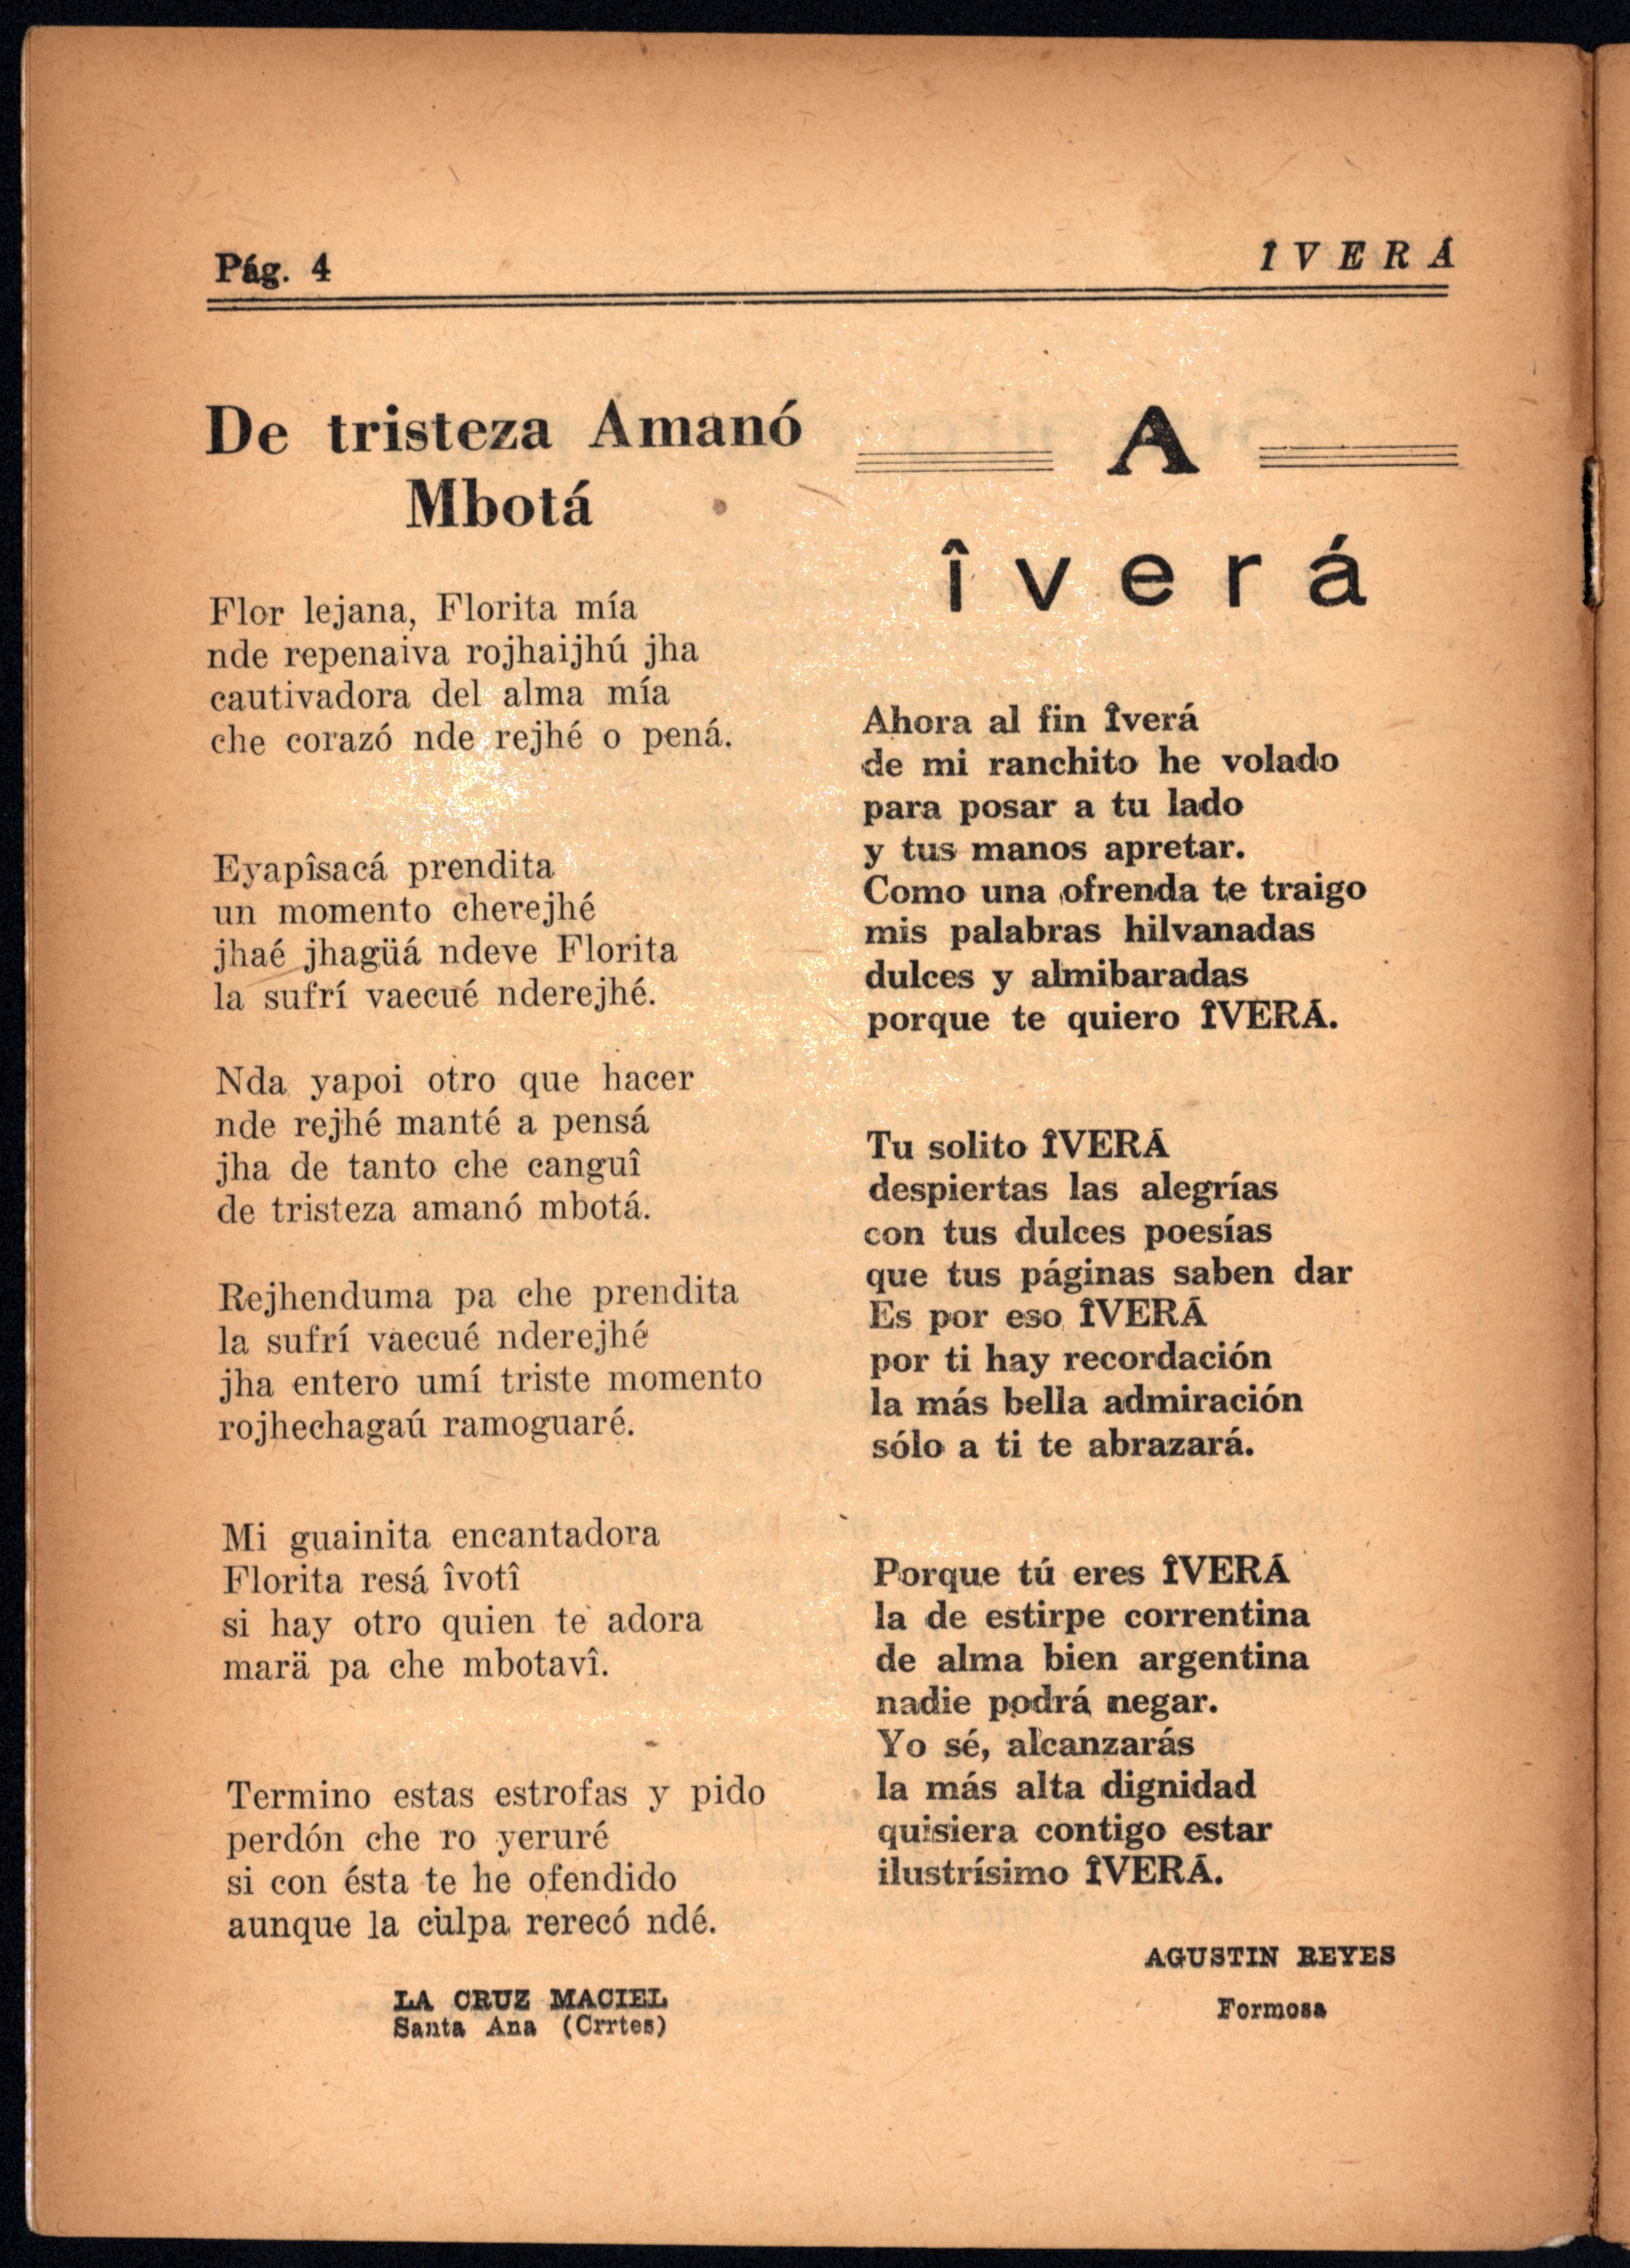 Pág. 4
ÎVERÁ
De tristeza Amanó
Mbotá
Flor lejana, Florita mía
nde repenaiva rojhaijhú jha
cautivadora del alma mía
che corazó nde rejhé o pená.
Eyapîsacá prendita
un momento cherejhé
jhaé jhagüá ndeve Florita
la sufrí vaecué nderejhé.
Nda yapoi otro que hacer
nde rejhé manté a pensá
jha de tanto che canguî
de tristeza amanó mbotá.
Rejhenduma pa che prendita
la sufrí vaecué nderejhé
jha entero umí triste momento
rojhechagaú ramoguaré.
Mi guainita encantadora
Florita resá îvotî
si hay otro quien te adora
marä pa che mbotavî.
Termino estas estrofas y pido
perdón che ro yeruré
si con ésta te he ofendido
aunque la culpa rerecó ndé.
LA CRUZ MACIEL
Santa Ana (Crrtes)
A
îverá
Ahora al fin Îverá
de mi ranchito he volado
para posar a tu lado
y tus manos apretar.
Como una ofrenda te traigo
mis palabras hilvanadas
dulces y almibaradas
porque te quiero ÎVERÁ.
Tu solito ÎVERÁ
despiertas las alegrías
con tus dulces poesías
que tus páginas saben dar
Es por eso ÎVERÁ
por ti hay recordación
la más bella admiración
sólo a ti te abrazará.
Porque tú eres ÎVERÁ
la de estirpe correntina
de alma bien argentina
nadie podrá negar.
Yo sé, alcanzarás
la más alta dignidad
quisiera contigo estar
ilustrísimo ÎVERÁ.
AGUSTIN REYES
Formosa